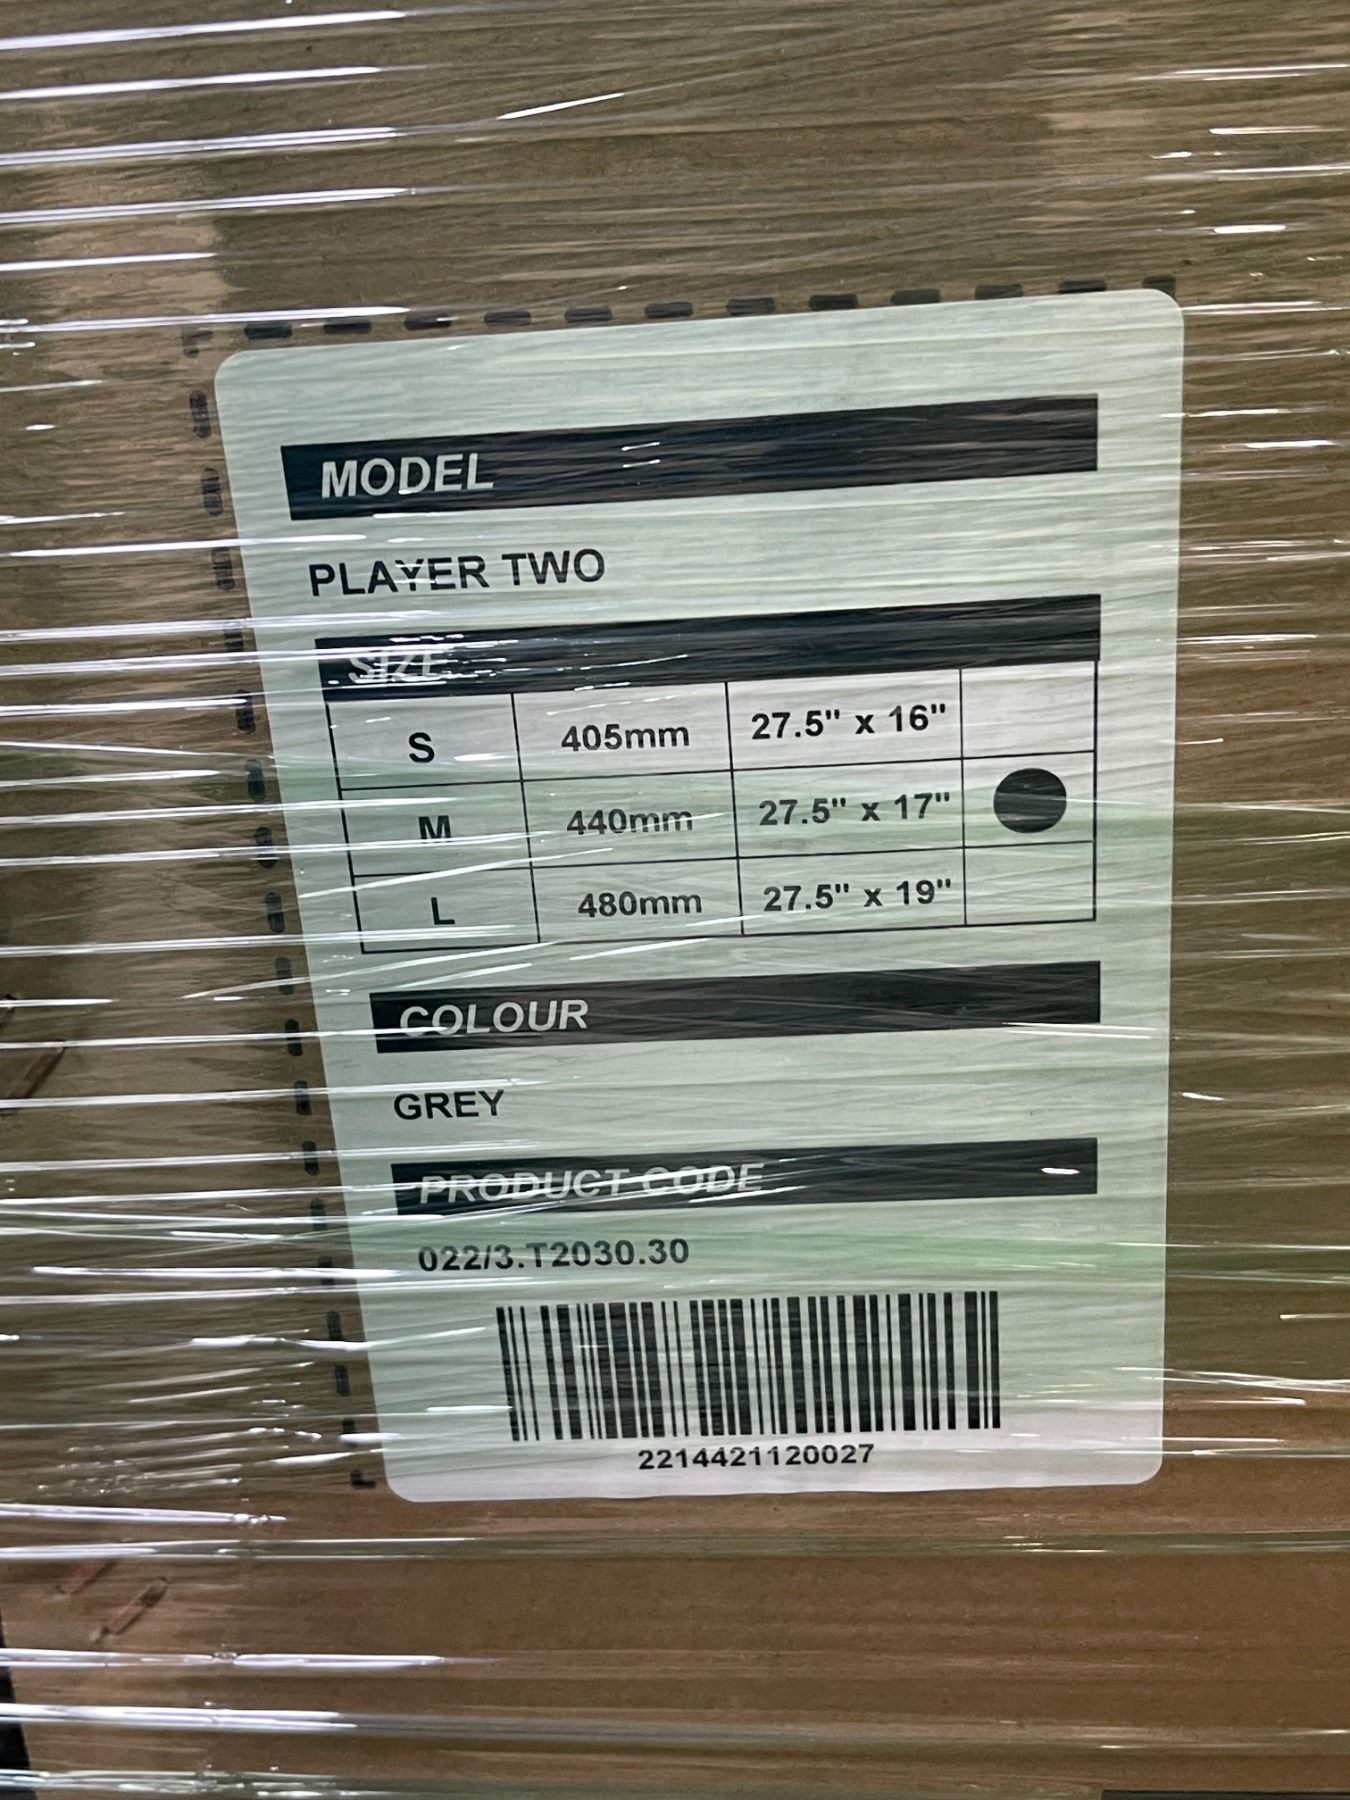 MODEL
PLAYER TWO
SIZE
S 405mm 27.5" x 16"
M 440mm 27.5" x 17"
L 480mm 27.5" x 19"
COLOUR
GREY
PRODUCT CODE
022/3.T2030.30
2214421120027